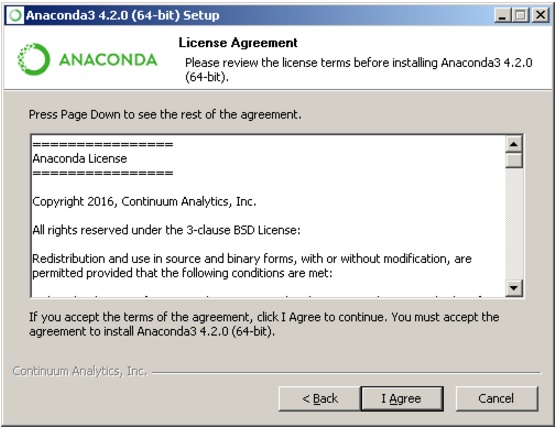 Anaconda3 4.2.0 (64-bit) Setup
ANACONDA
License Agreement
Please review the license terms before installing Anaconda3 4.2.0
(64-bit).
Press Page Down to see the rest of the agreement.
================
Anaconda License
================
Copyright 2016, Continuum Analytics, Inc.
All rights reserved under the 3-clause BSD License:
Redistribution and use in source and binary forms, with or without modification, are
permitted provided that the following conditions are met:
If you accept the terms of the agreement, click I Agree to continue. You must accept the
agreement to install Anaconda3 4.2.0 (64-bit).
Continuum Analytics, Inc.
< Back
I Agree
Cancel